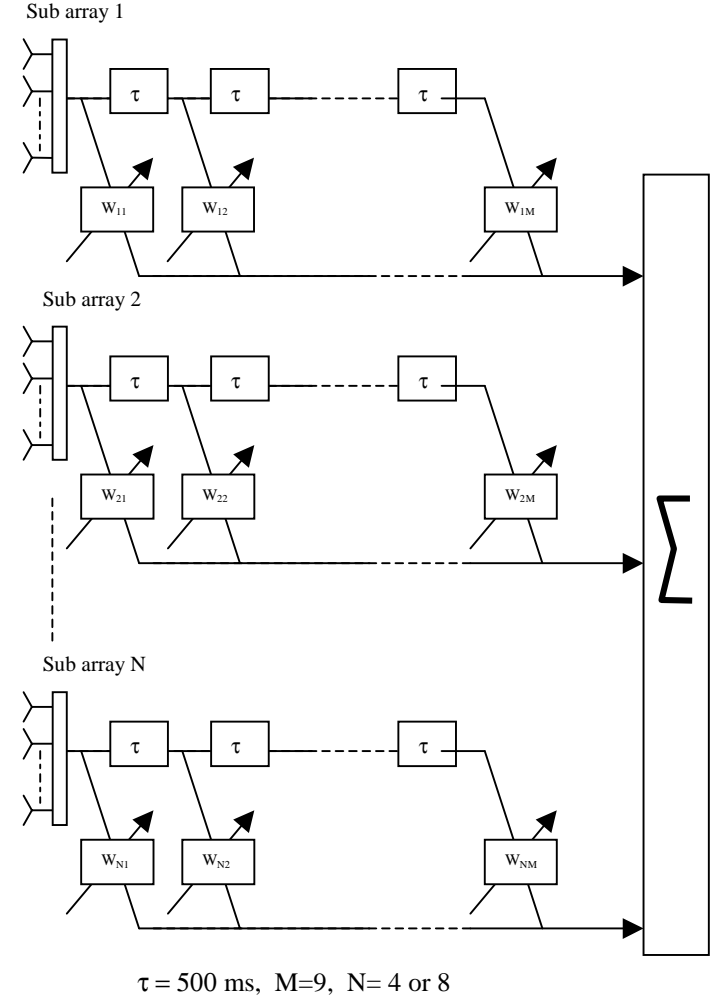 Sub array 1
τ τ τ
W11 W12 W1M
Sub array 2
τ τ τ
W21 W22 W2M
Σ
Sub array N
τ τ τ
WN1 WN2 WNM
τ = 500 ms, M=9, N= 4 or 8